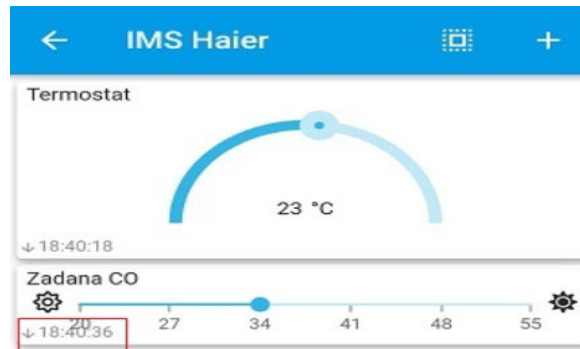 IMS Haier
Termostat
23 °C
↓18:40:18
Zadana CO
20 27 34 41 48 55
↓18:40:36